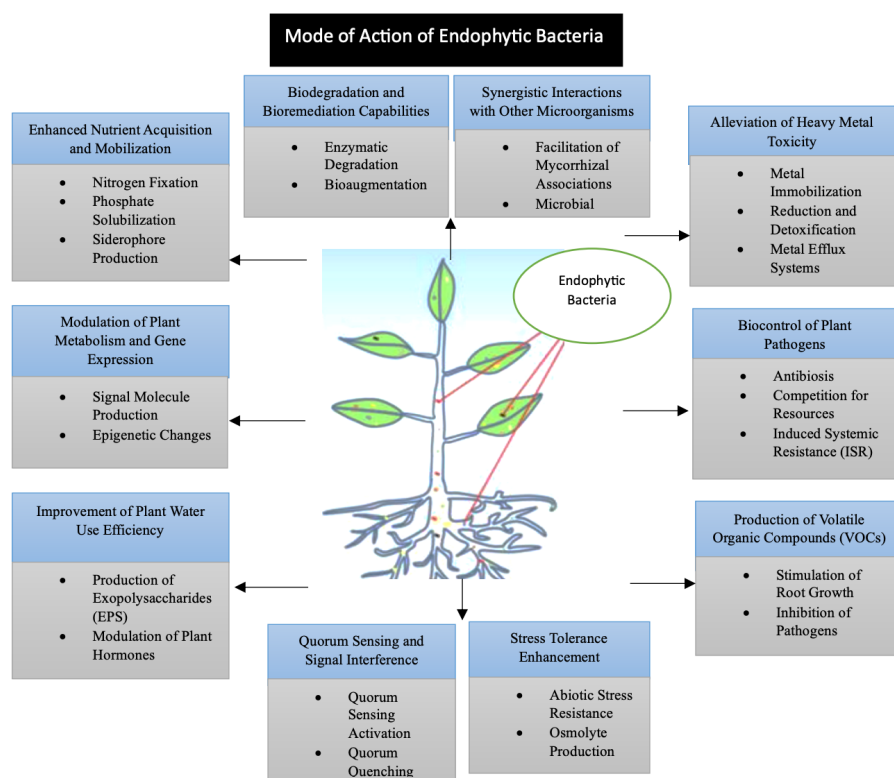 Mode of Action of Endophytic Bacteria
Biodegradation and
Bioremediation Capabilities
• Enzymatic
Degradation
• Bioaugmentation
Synergistic Interactions
with Other Microorganisms
• Facilitation of
Mycorrhizal
Associations
• Microbial
Enhanced Nutrient Acquisition
and Mobilization
• Nitrogen Fixation
• Phosphate
Solubilization
• Siderophore
Production
Alleviation of Heavy Metal
Toxicity
• Metal
Immobilization
• Reduction and
Detoxification
• Metal Efflux
Systems
Endophytic
Bacteria
Modulation of Plant
Metabolism and Gene
Expression
• Signal Molecule
Production
• Epigenetic Changes
Biocontrol of Plant
Pathogens
• Antibiosis
• Competition for
Resources
• Induced Systemic
Resistance (ISR)
Improvement of Plant Water
Use Efficiency
• Production of
Exopolysaccharides
(EPS)
• Modulation of Plant
Hormones
Production of Volatile
Organic Compounds (VOCs)
• Stimulation of
Root Growth
• Inhibition of
Pathogens
Quorum Sensing and
Signal Interference
• Quorum
Sensing
Activation
• Quorum
Quenching
Stress Tolerance
Enhancement
• Abiotic Stress
Resistance
• Osmolyte
Production